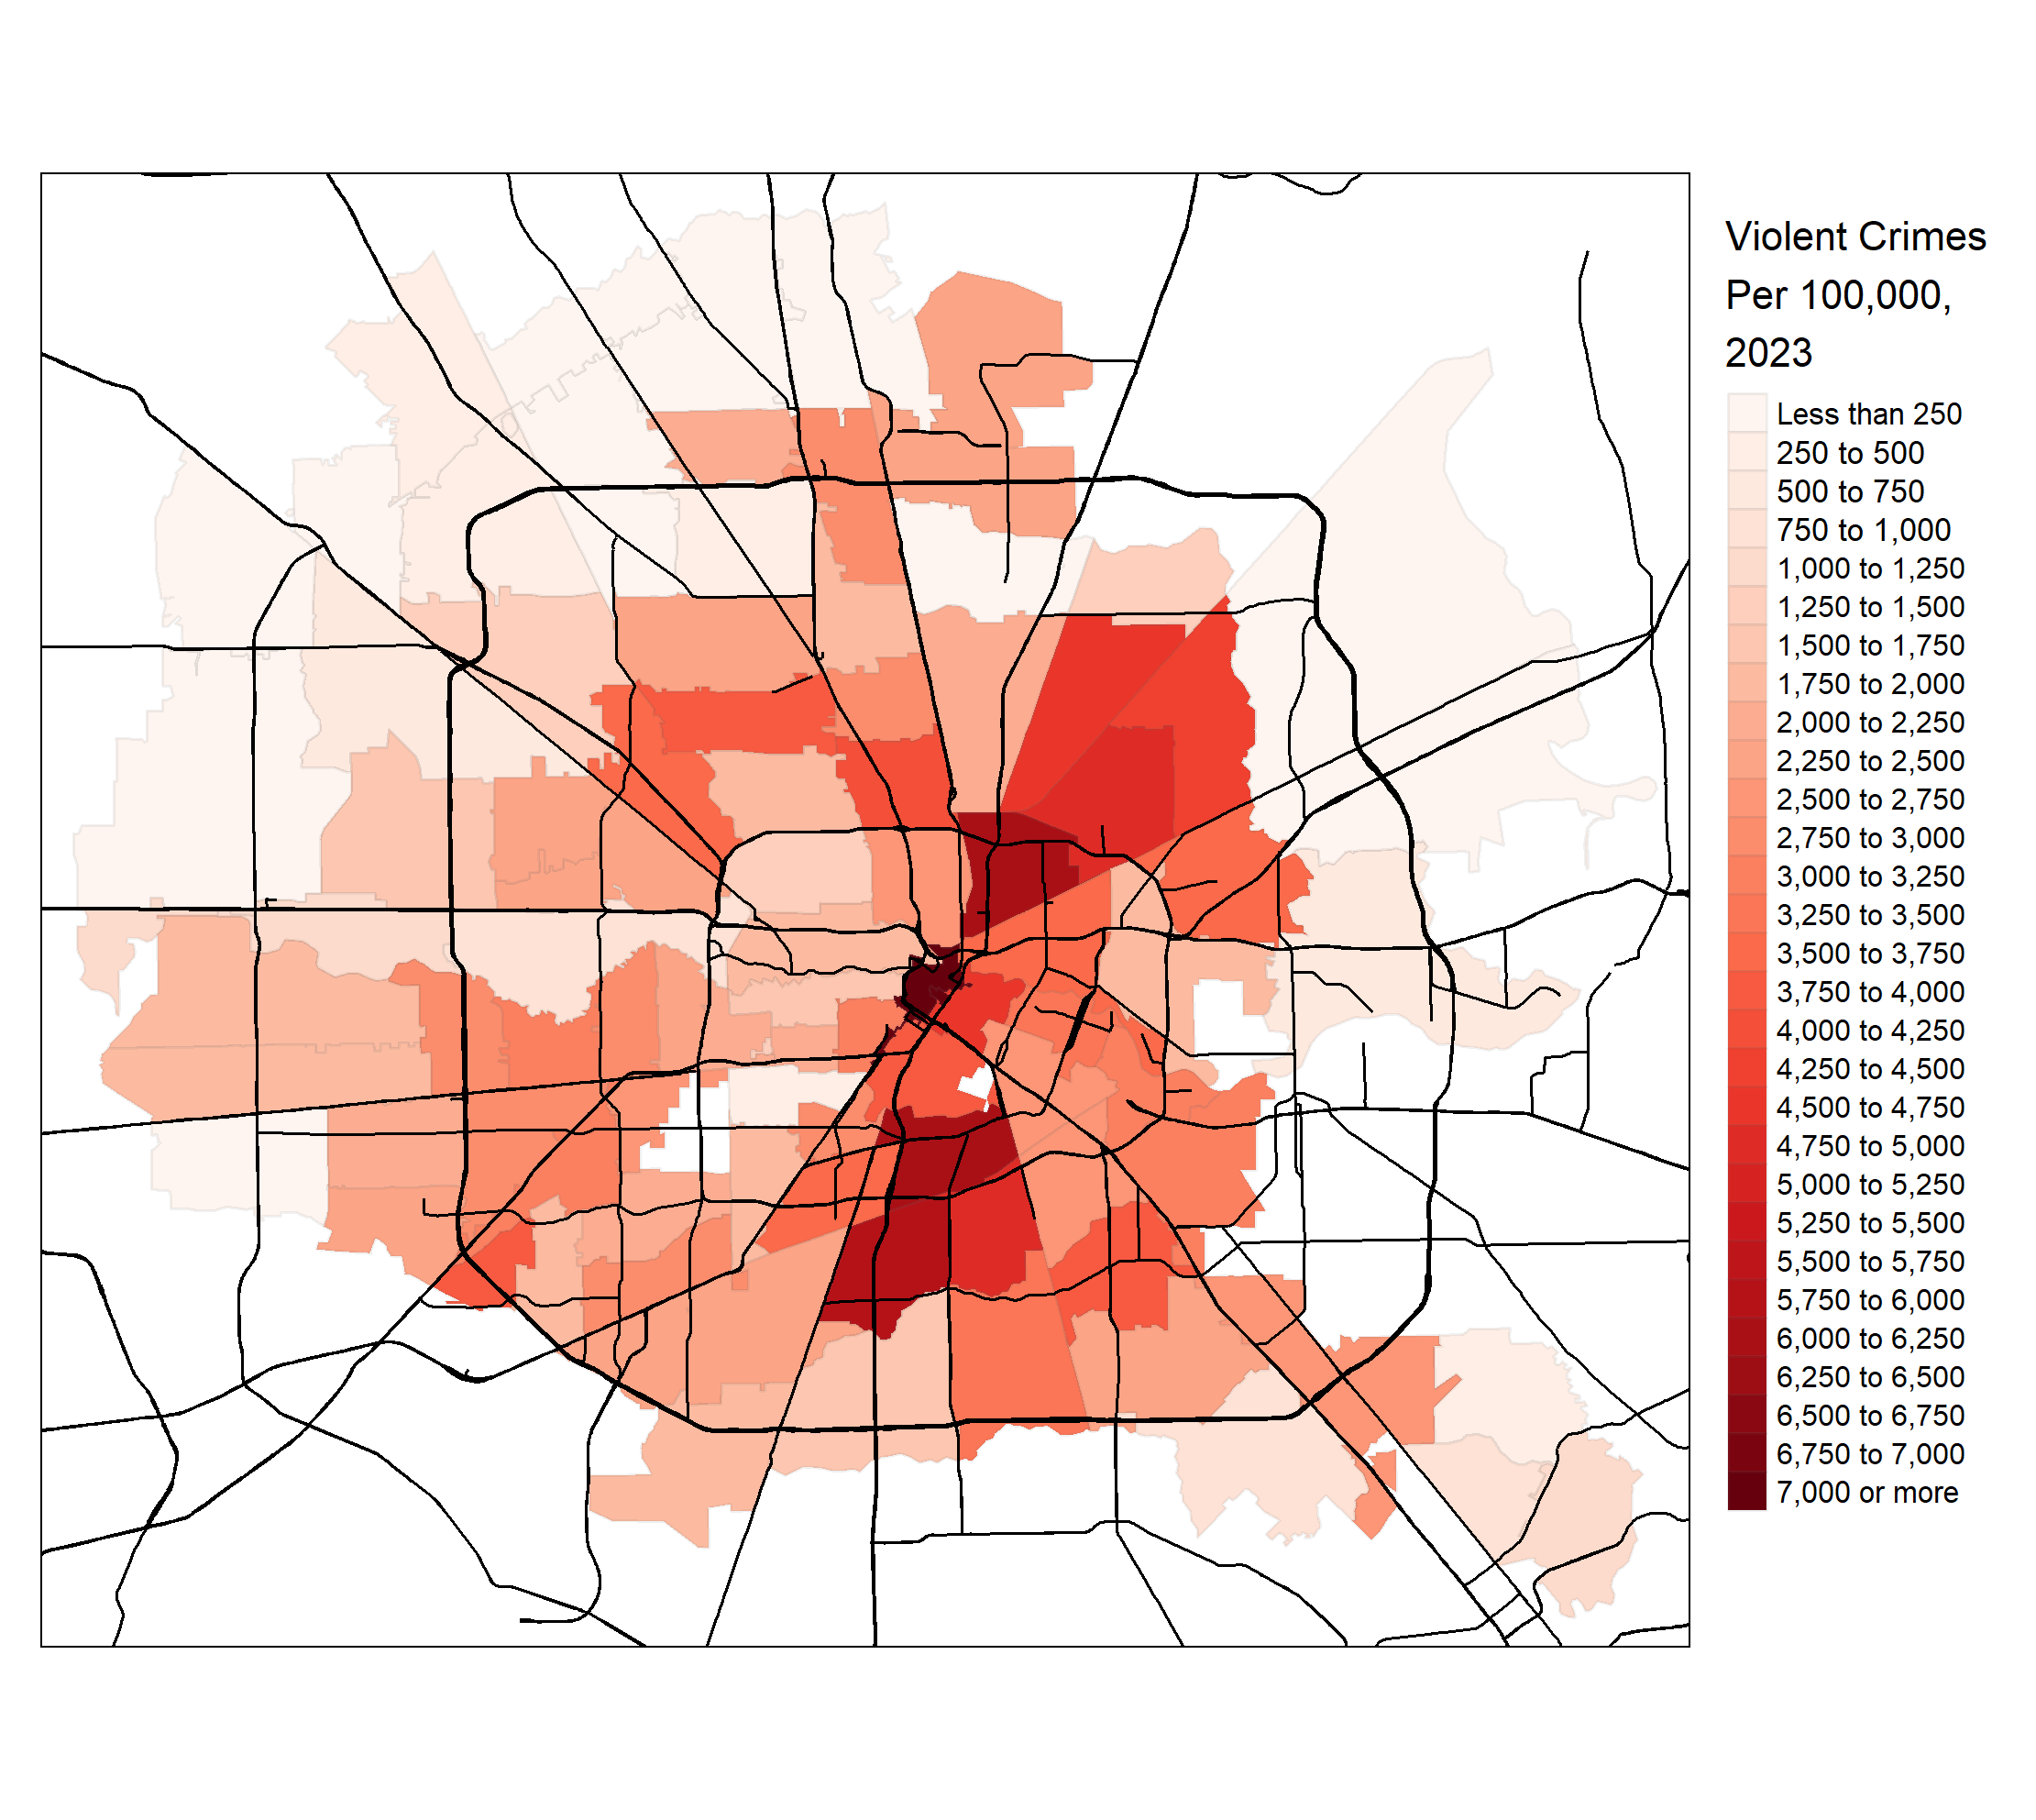 Violent Crimes
Per 100,000,
2023
Less than 250
250 to 500
500 to 750
750 to 1,000
1,000 to 1,250
1,250 to 1,500
1,500 to 1,750
1,750 to 2,000
2,000 to 2,250
2,250 to 2,500
2,500 to 2,750
2,750 to 3,000
3,000 to 3,250
3,250 to 3,500
3,500 to 3,750
3,750 to 4,000
4,000 to 4,250
4,250 to 4,500
4,500 to 4,750
4,750 to 5,000
5,000 to 5,250
5,250 to 5,500
5,500 to 5,750
5,750 to 6,000
6,000 to 6,250
6,250 to 6,500
6,500 to 6,750
6,750 to 7,000
7,000 or more